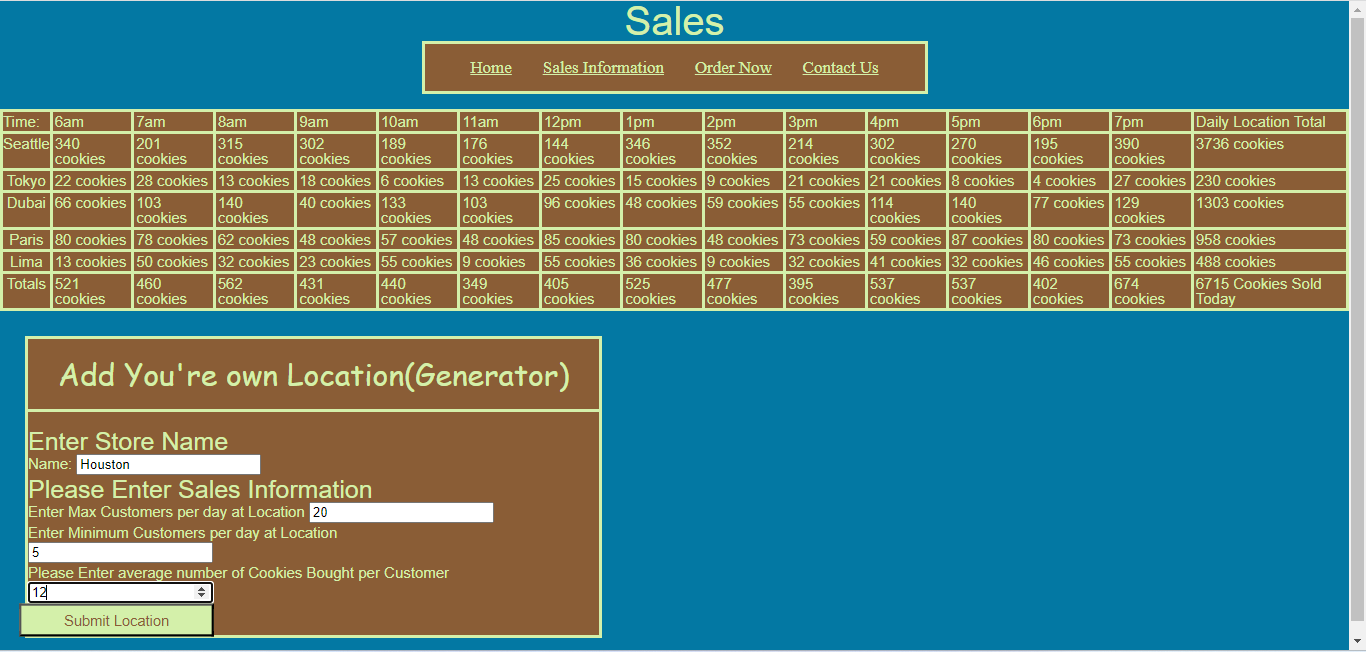 Sales
Home Sales Information Order Now Contact Us
Time: 6am 7am 8am 9am 10am 11am 12pm 1pm 2pm 3pm 4pm 5pm 6pm 7pm Daily Location Total
Seattle 340 cookies 201 cookies 315 cookies 302 cookies 189 cookies 176 cookies 144 cookies 346 cookies 352 cookies 214 cookies 302 cookies 270 cookies 195 cookies 390 cookies 3736 cookies
Tokyo 22 cookies 28 cookies 13 cookies 18 cookies 6 cookies 13 cookies 25 cookies 15 cookies 9 cookies 21 cookies 21 cookies 8 cookies 4 cookies 27 cookies 230 cookies
Dubai 66 cookies 103 cookies 140 cookies 40 cookies 133 cookies 103 cookies 96 cookies 48 cookies 59 cookies 55 cookies 114 cookies 140 cookies 77 cookies 129 cookies 1303 cookies
Paris 80 cookies 78 cookies 62 cookies 48 cookies 57 cookies 48 cookies 85 cookies 80 cookies 48 cookies 73 cookies 59 cookies 87 cookies 80 cookies 73 cookies 958 cookies
Lima 13 cookies 50 cookies 32 cookies 23 cookies 55 cookies 9 cookies 55 cookies 36 cookies 9 cookies 32 cookies 41 cookies 32 cookies 46 cookies 55 cookies 488 cookies
Totals 521 cookies 460 cookies 562 cookies 431 cookies 440 cookies 349 cookies 405 cookies 525 cookies 477 cookies 395 cookies 537 cookies 537 cookies 402 cookies 674 cookies 6715 Cookies Sold Today
Add You're own Location(Generator)
Enter Store Name
Name: Houston
Please Enter Sales Information
Enter Max Customers per day at Location 20
Enter Minimum Customers per day at Location
5
Please Enter average number of Cookies Bought per Customer
12
Submit Location